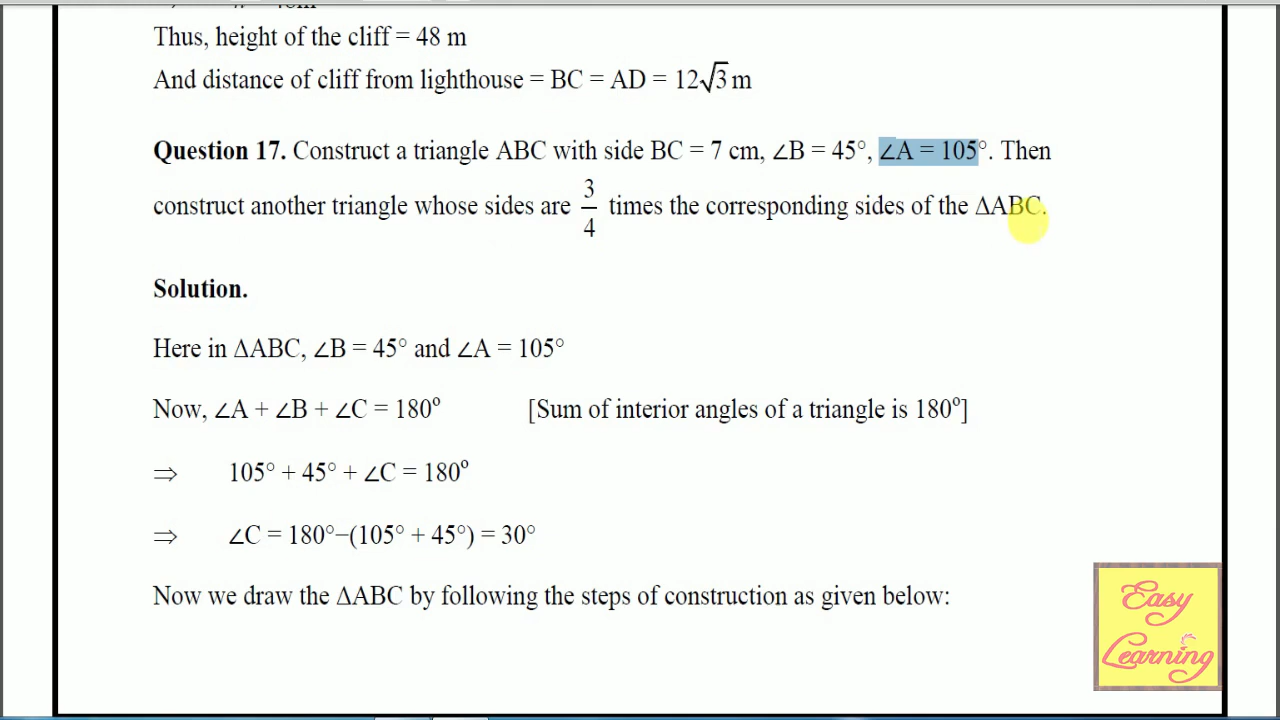 Thus, height of the cliff = 48 m
And distance of cliff from lighthouse = BC = AD = 12√3 m
Question 17. Construct a triangle ABC with side BC = 7 cm, ∠B = 45°, ∠A = 105°. Then
construct another triangle whose sides are 3/4 times the corresponding sides of the ΔABC.
Solution.
Here in ΔABC, ∠B = 45° and ∠A = 105°
Now, ∠A + ∠B + ∠C = 180° [Sum of interior angles of a triangle is 180°]
⇒ 105° + 45° + ∠C = 180°
⇒ ∠C = 180°−(105° + 45°) = 30°
Now we draw the ΔABC by following the steps of construction as given below:
Easy
Learning